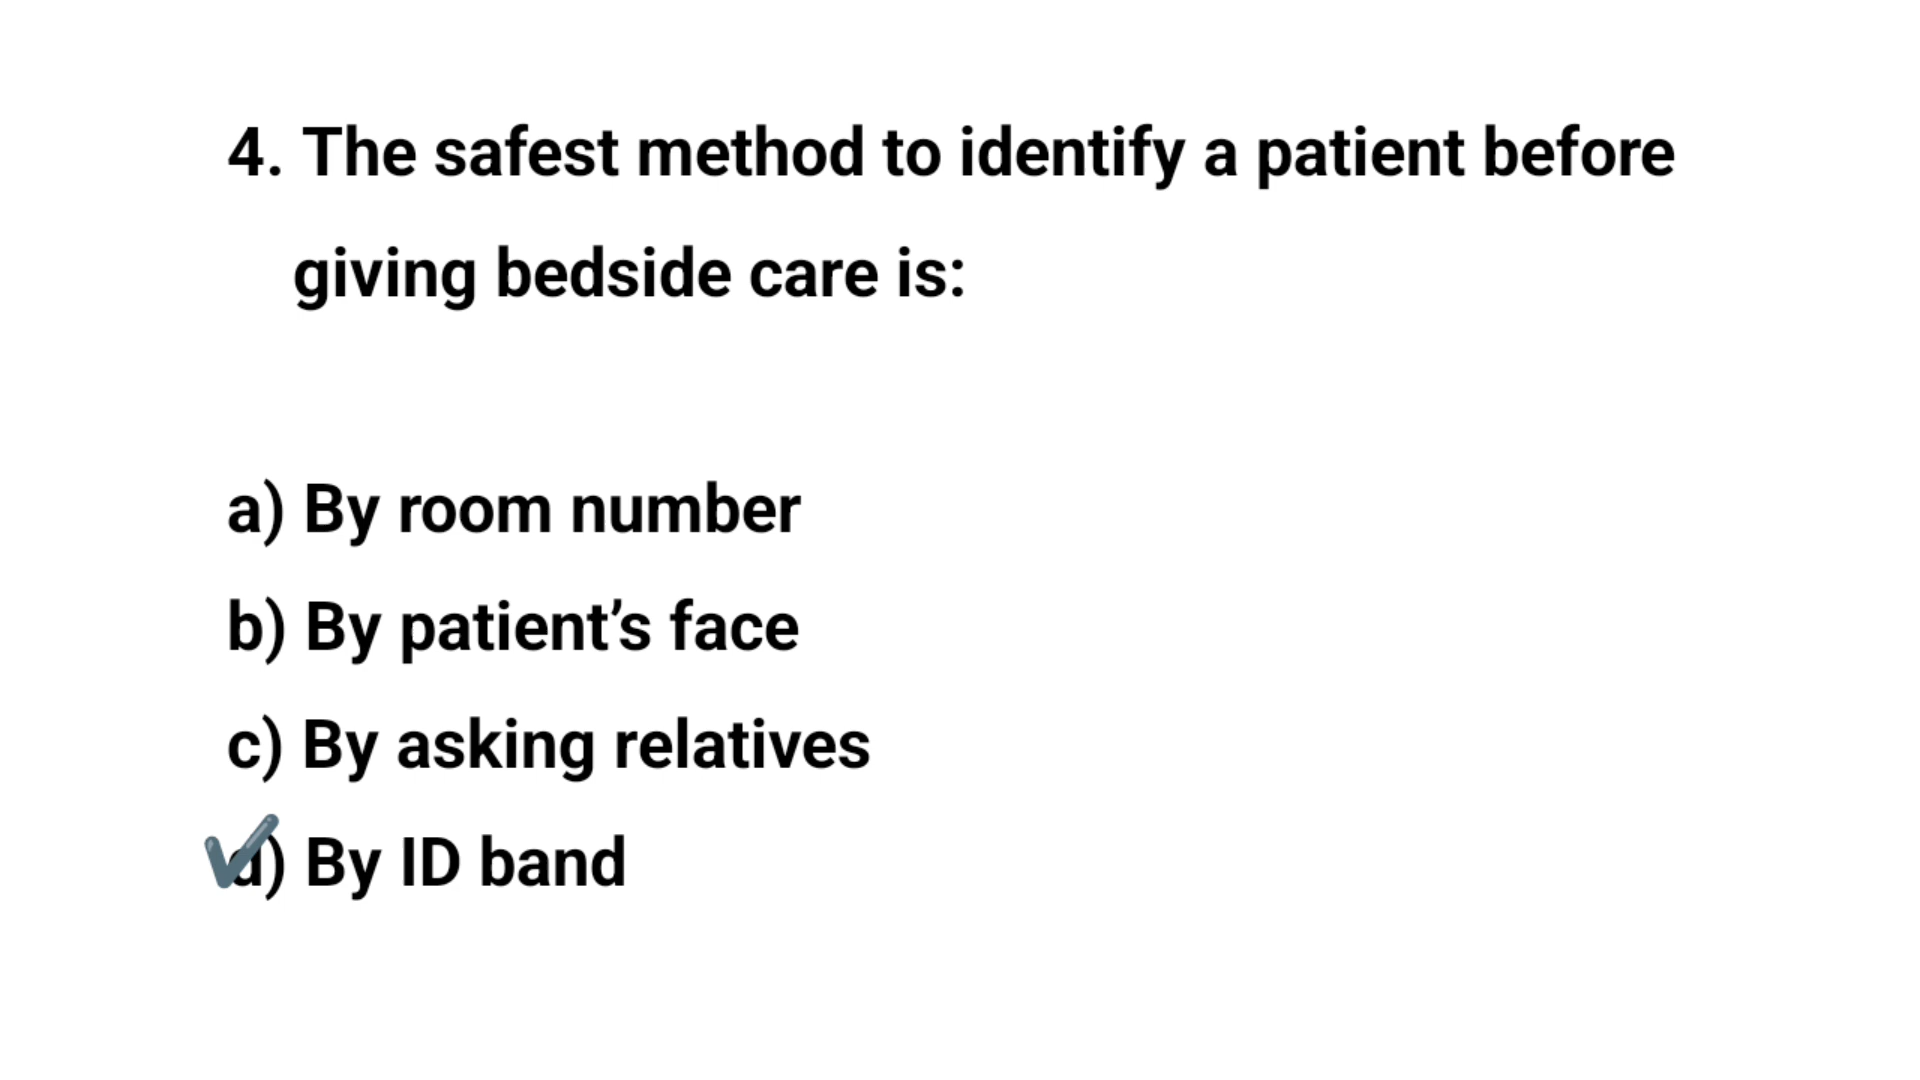 4. The safest method to identify a patient before
giving bedside care is:
a) By room number
b) By patient’s face
c) By asking relatives
d) By ID band